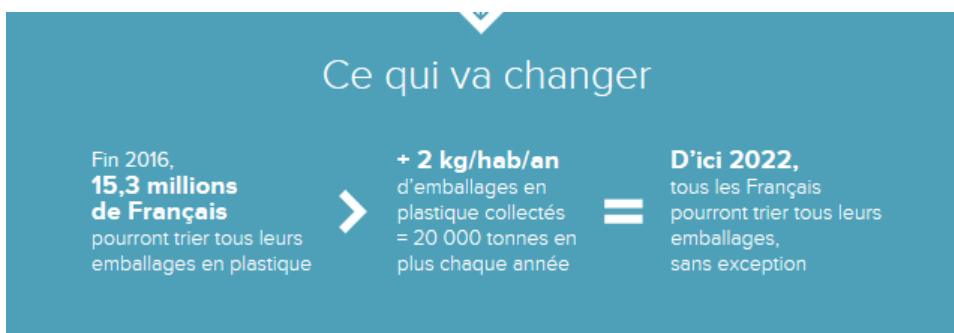 Ce qui va changer
Fin 2016,
15,3 millions
de Français
pourront trier tous leurs
emballages en plastique
+ 2 kg/hab/an
d'emballages en
plastique collectés
= 20 000 tonnes en
plus chaque année
=
D'ici 2022,
tous les Français
pourront trier tous leurs
emballages,
sans exception